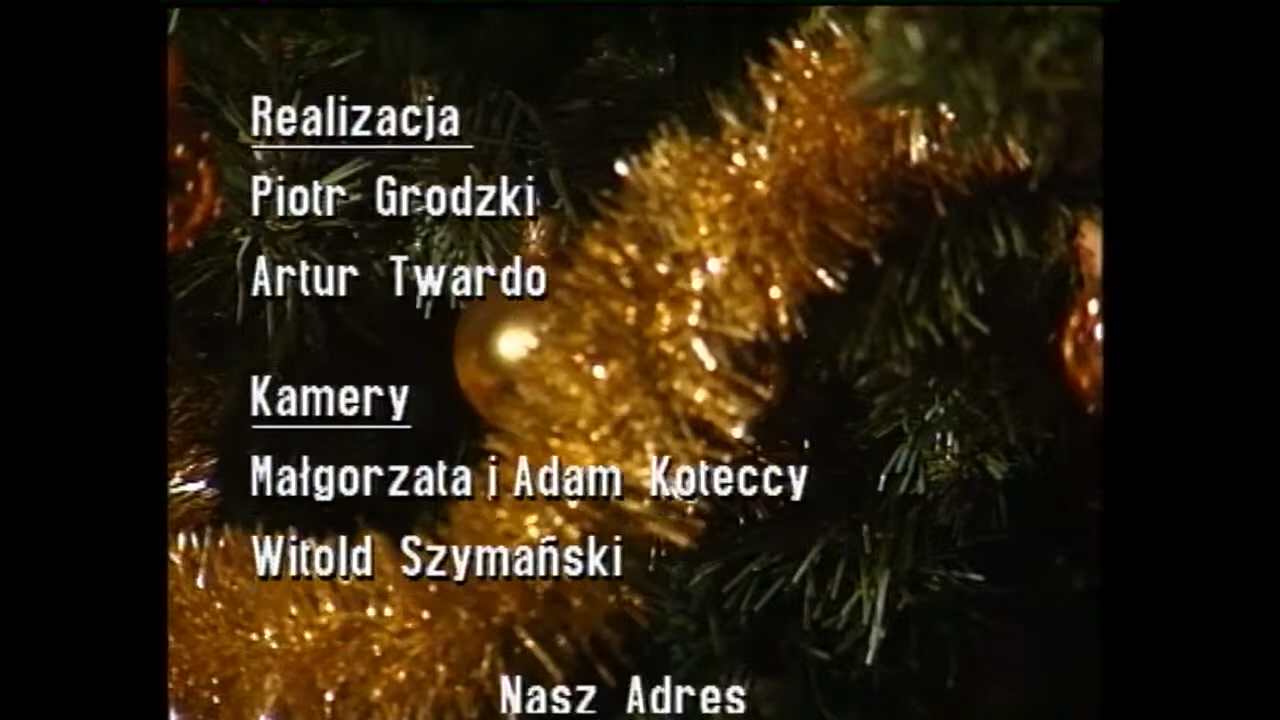 Realizacja
Piotr Grodzki
Artur Twardo
Kamery
Małgorzata i Adam Koteccy
Witold Szymański
Nasz Adres